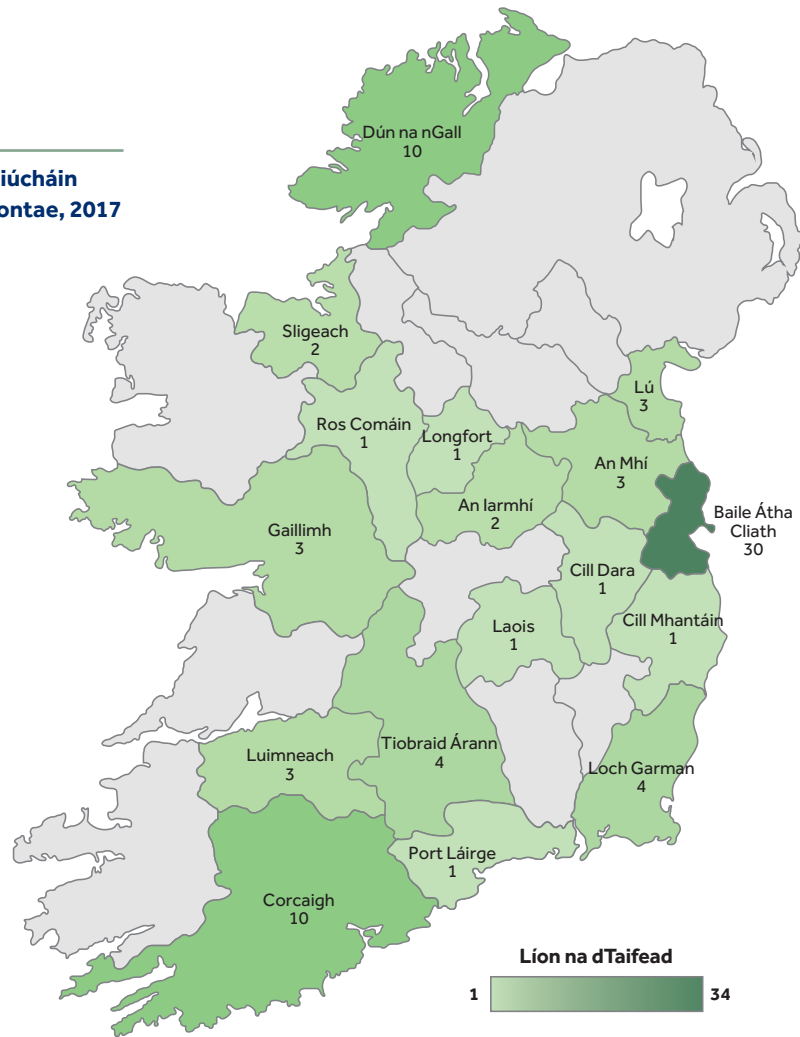 iúcháin
ontae, 2017
Dún na nGall
10
Sligeach
2
Lú
3
Ros Comáin
1
Longfort
1
An Mhí
3
An Iarmhí
2
Baile Átha
Cliath
30
Gaillimh
3
Cill Dara
1
Laois
1
Cill Mhantáin
1
Tiobraid Árann
4
Luimneach
3
Loch Garman
4
Port Láirge
1
Corcaigh
10
Líon na dTaifead
1
34